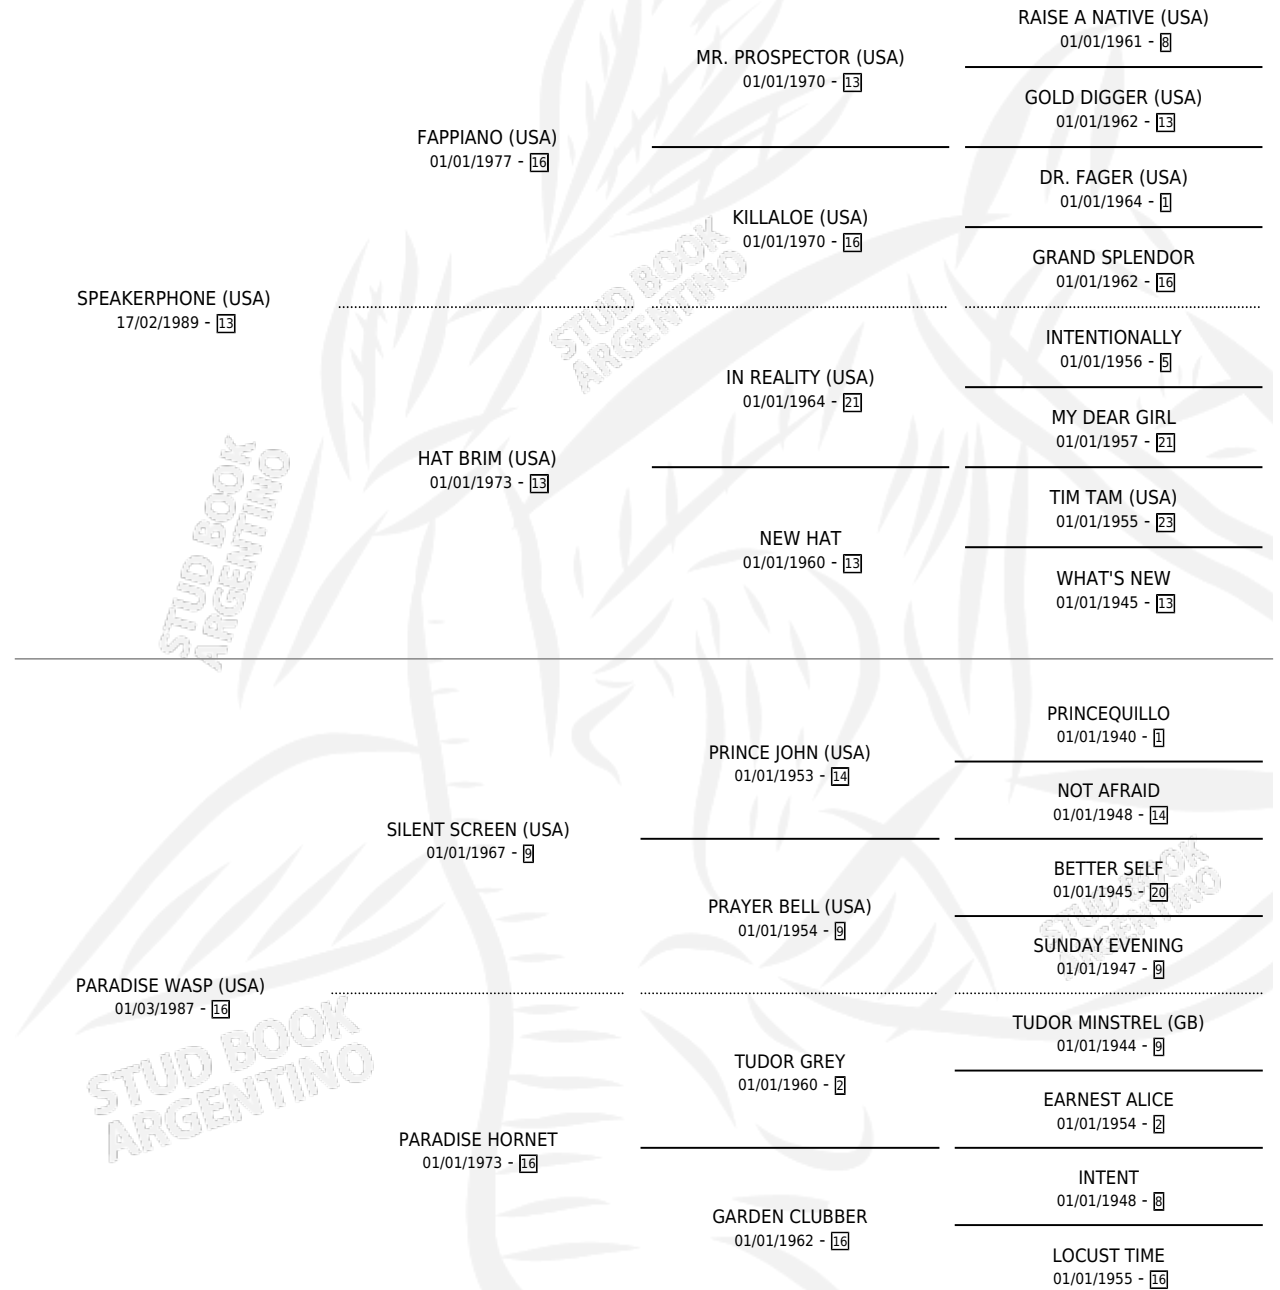 RAISE A NATIVE (USA)
01/01/1961 - 8
MR. PROSPECTOR (USA)
01/01/1970 - 13
GOLD DIGGER (USA)
01/01/1962 - 13
FAPPIANO (USA)
01/01/1977 - 16
DR. FAGER (USA)
01/01/1964 - 1
KILLALOE (USA)
01/01/1970 - 16
GRAND SPLENDOR
01/01/1962 - 16
SPEAKERPHONE (USA)
17/02/1989 - 13
INTENTIONALLY
01/01/1956 - 5
IN REALITY (USA)
01/01/1964 - 21
MY DEAR GIRL
01/01/1957 - 21
HAT BRIM (USA)
01/01/1973 - 13
TIM TAM (USA)
01/01/1955 - 23
NEW HAT
01/01/1960 - 13
WHAT'S NEW
01/01/1945 - 13
STUD BOOK
ARGENTINO
STUD BOOK
ARGENTINO
PRINCEQUILLO
01/01/1940 - 1
PRINCE JOHN (USA)
01/01/1953 - 14
NOT AFRAID
01/01/1948 - 14
SILENT SCREEN (USA)
01/01/1967 - 9
BETTER SELF
01/01/1945 - 20
PRAYER BELL (USA)
01/01/1954 - 9
SUNDAY EVENING
01/01/1947 - 9
STUD BOOK
ARGENTINO
PARADISE WASP (USA)
01/03/1987 - 16
TUDOR MINSTREL (GB)
01/01/1944 - 9
TUDOR GREY
01/01/1960 - 2
EARNEST ALICE
01/01/1954 - 2
STUD BOOK
ARGENTINO
PARADISE HORNET
01/01/1973 - 16
INTENT
01/01/1948 - 8
GARDEN CLUBBER
01/01/1962 - 16
LOCUST TIME
01/01/1955 - 16